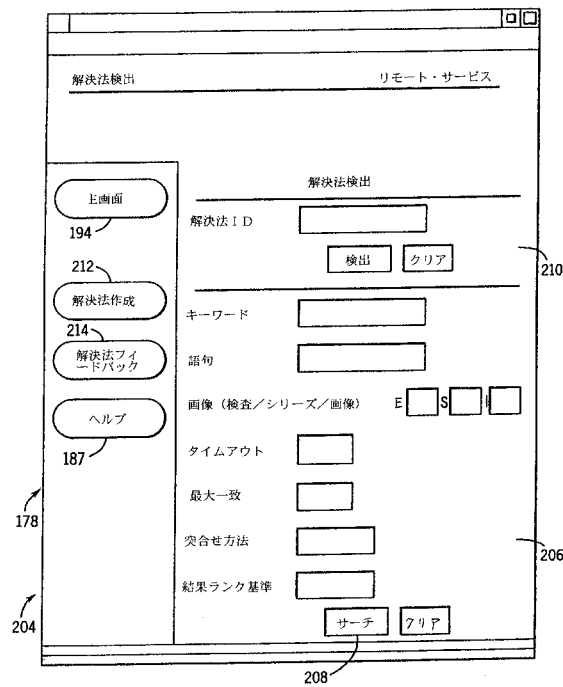 解決法検出 リモート・サービス
主画面
194
212
解決法作成
214
解決法フィ
ードバック
ヘルプ
187
178
204
解決法検出
解決法ID
検出 クリア
210
キーワード
語句
画像（検査／シリーズ／画像） E S I
タイムアウト
最大一致
突合せ方法
206
結果ランク基準
サーチ クリア
208